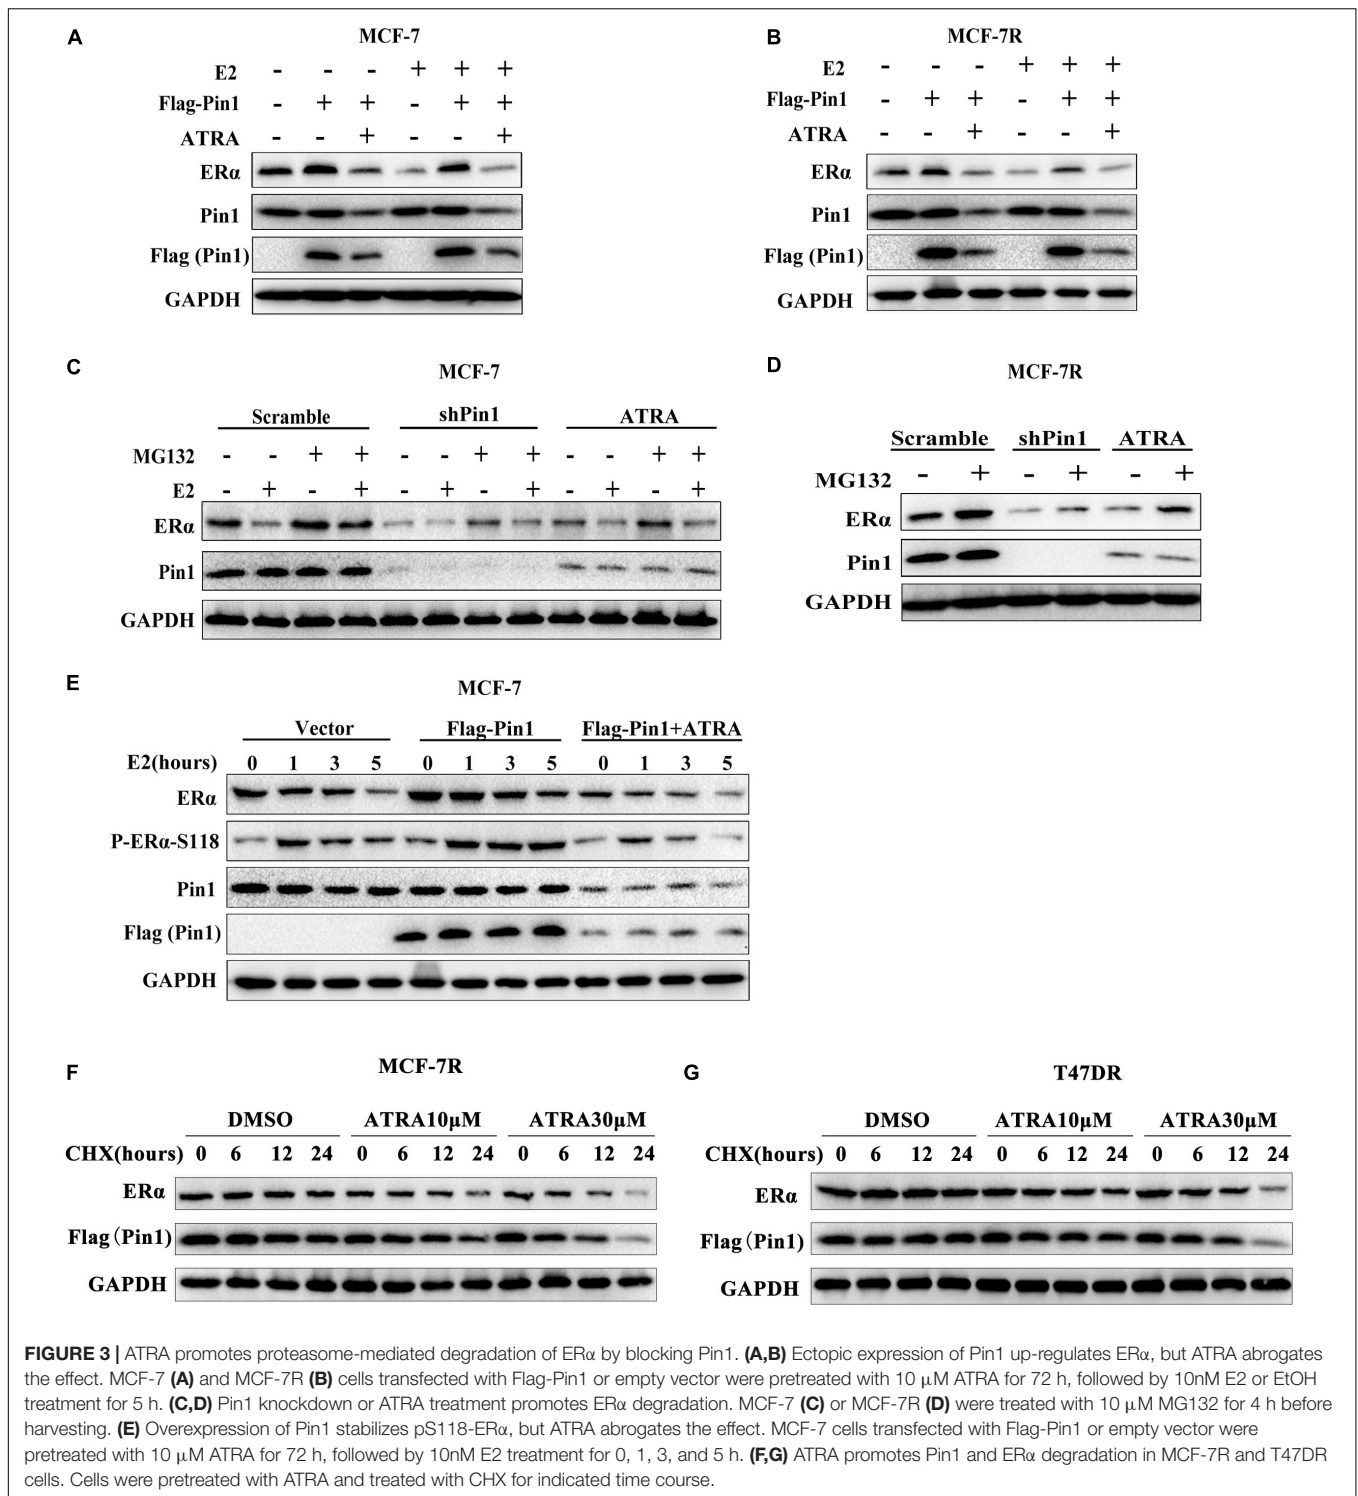 A
MCF-7
E2 - - - + + +
Flag-Pin1 - + + - + +
ATRA - - + - - +
ERα
Pin1
Flag (Pin1)
GAPDH
B
MCF-7R
E2 - - - + + +
Flag-Pin1 - + + - + +
ATRA - - + - - +
ERα
Pin1
Flag (Pin1)
GAPDH
C
MCF-7
Scramble shPin1 ATRA
MG132 - - + + - - + + - - + +
E2 - + - + - + - + - + - +
ERα
Pin1
GAPDH
D
MCF-7R
Scramble shPin1 ATRA
MG132 - + - + - +
ERα
Pin1
GAPDH
E
MCF-7
Vector Flag-Pin1 Flag-Pin1+ATRA
E2(hours) 0 1 3 5 0 1 3 5 0 1 3 5
ERα
P-ERα-S118
Pin1
Flag (Pin1)
GAPDH
F
MCF-7R
DMSO ATRA10μM ATRA30μM
CHX(hours) 0 6 12 24 0 6 12 24 0 6 12 24
ERα
Flag(Pin1)
GAPDH
G
T47DR
DMSO ATRA10μM ATRA30μM
CHX(hours) 0 6 12 24 0 6 12 24 0 6 12 24
ERα
Flag(Pin1)
GAPDH
FIGURE 3 | ATRA promotes proteasome-mediated degradation of ERα by blocking Pin1. (A,B) Ectopic expression of Pin1 up-regulates ERα, but ATRA abrogates
the effect. MCF-7 (A) and MCF-7R (B) cells transfected with Flag-Pin1 or empty vector were pretreated with 10 μM ATRA for 72 h, followed by 10nM E2 or EtOH
treatment for 5 h. (C,D) Pin1 knockdown or ATRA treatment promotes ERα degradation. MCF-7 (C) or MCF-7R (D) were treated with 10 μM MG132 for 4 h before
harvesting. (E) Overexpression of Pin1 stabilizes pS118-ERα, but ATRA abrogates the effect. MCF-7 cells transfected with Flag-Pin1 or empty vector were
pretreated with 10 μM ATRA for 72 h, followed by 10nM E2 treatment for 0, 1, 3, and 5 h. (F,G) ATRA promotes Pin1 and ERα degradation in MCF-7R and T47DR
cells. Cells were pretreated with ATRA and treated with CHX for indicated time course.